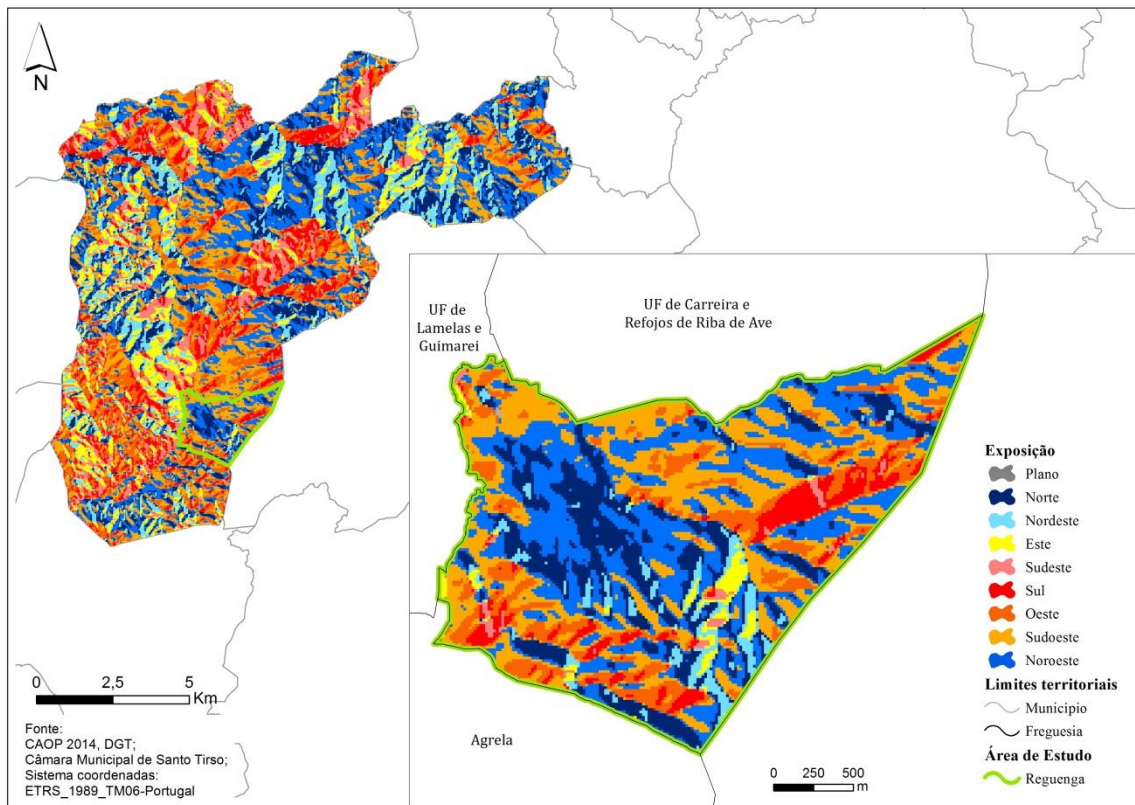 N
UF de
Lamelas e
Guimarei
UF de Carreira e
Refojos de Riba de Ave
Agrela
0 2,5 5
Km
Fonte:
CAOP 2014, DGT;
Câmara Municipal de Santo Tirso;
Sistema coordenadas:
ETRS_1989_TM06-Portugal
0 250 500
m
Exposição
Plano
Norte
Nordeste
Este
Sudeste
Sul
Oeste
Sudoeste
Noroeste
Limites territoriais
Município
Freguesia
Área de Estudo
Reguenga